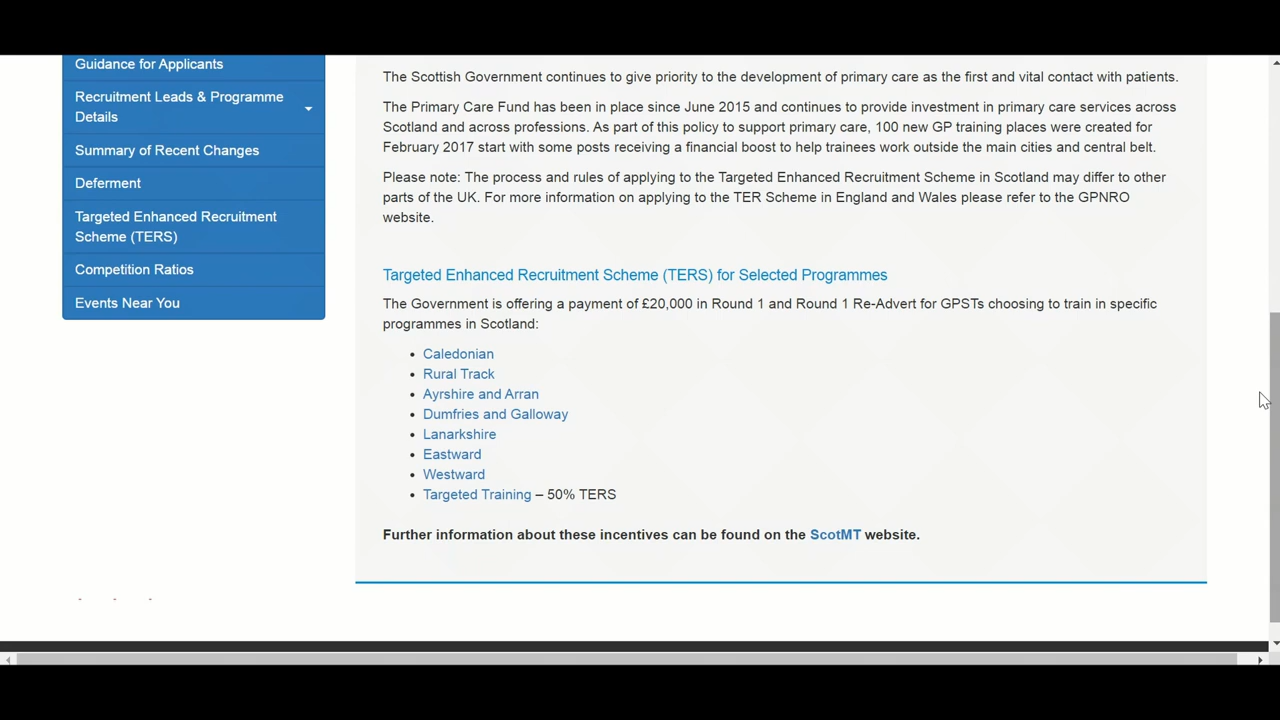 Guidance for Applicants
Recruitment Leads & Programme
Details
Summary of Recent Changes
Deferment
Targeted Enhanced Recruitment
Scheme (TERS)
Competition Ratios
Events Near You
The Scottish Government continues to give priority to the development of primary care as the first and vital contact with patients.
The Primary Care Fund has been in place since June 2015 and continues to provide investment in primary care services across
Scotland and across professions. As part of this policy to support primary care, 100 new GP training places were created for
February 2017 start with some posts receiving a financial boost to help trainees work outside the main cities and central belt.
Please note: The process and rules of applying to the Targeted Enhanced Recruitment Scheme in Scotland may differ to other
parts of the UK. For more information on applying to the TER Scheme in England and Wales please refer to the GPNRO
website.
Targeted Enhanced Recruitment Scheme (TERS) for Selected Programmes
The Government is offering a payment of £20,000 in Round 1 and Round 1 Re-Advert for GPSTs choosing to train in specific
programmes in Scotland:
• Caledonian
• Rural Track
• Ayrshire and Arran
• Dumfries and Galloway
• Lanarkshire
• Eastward
• Westward
• Targeted Training – 50% TERS
Further information about these incentives can be found on the ScotMT website.